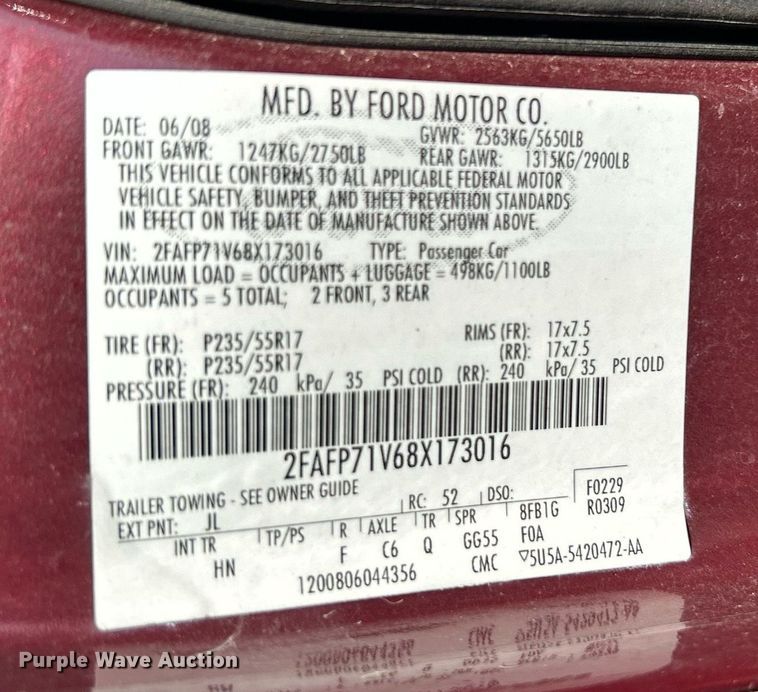 MFD. BY FORD MOTOR CO.
DATE: 06/08 GVWR: 2563KG/5650LB
FRONT GAWR: 1247KG/2750LB REAR GAWR: 1315KG/2900LB
THIS VEHICLE CONFORMS TO ALL APPLICABLE FEDERAL MOTOR
VEHICLE SAFETY, BUMPER, AND THEFT PREVENTION STANDARDS
IN EFFECT ON THE DATE OF MANUFACTURE SHOWN ABOVE.
VIN: 2FAFP71V68X173016 TYPE: Passenger Car
MAXIMUM LOAD = OCCUPANTS + LUGGAGE = 498KG/1100LB
OCCUPANTS = 5 TOTAL; 2 FRONT, 3 REAR
TIRE (FR): P235/55R17 RIMS (FR): 17x7.5
(RR): P235/55R17 (RR): 17x7.5
PRESSURE (FR): 240 kPa/ 35 PSI COLD (RR): 240 kPa/ 35 PSI COLD
2FAFP71V68X173016
TRAILER TOWING - SEE OWNER GUIDE RC: 52 DSO: F0229
EXT PNT: JL R0309
INT TR TP/PS R AXLE TR SPR 8FB1G
HN F C6 Q GG55 F0A
1200806044356 CMC ▽5U5A-5420472-AA
Purple Wave Auction